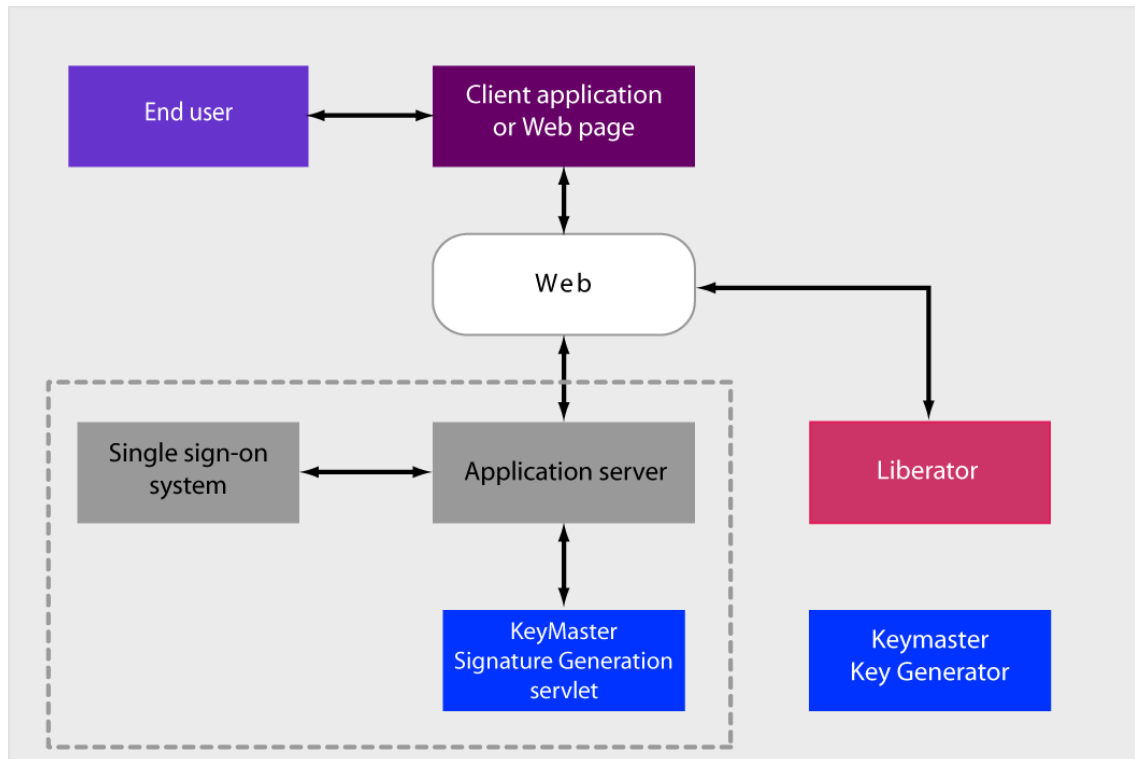 End user
Client application
or Web page
Web
Single sign-on
system
Application server
Liberator
KeyMaster
Signature Generation
servlet
Keymaster
Key Generator